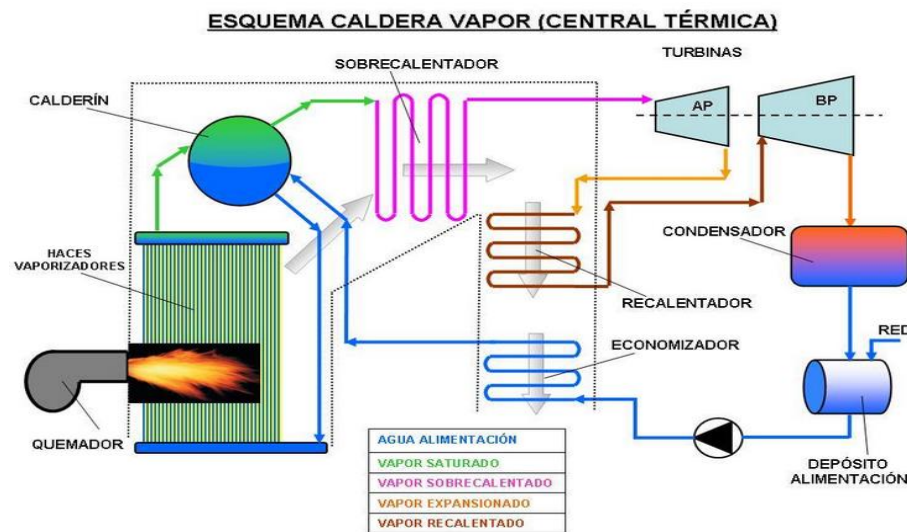 ESQUEMA CALDERA VAPOR (CENTRAL TÉRMICA)
TURBINAS
SOBRECALENTADOR
CALDERÍN
AP
BP
HACES
VAPORIZADORES
CONDENSADOR
RECALENTADOR
RED
ECONOMIZADOR
QUEMADOR
DEPÓSITO
ALIMENTACIÓN
AGUA ALIMENTACIÓN
VAPOR SATURADO
VAPOR SOBRECALENTADO
VAPOR EXPANSIONADO
VAPOR RECALENTADO